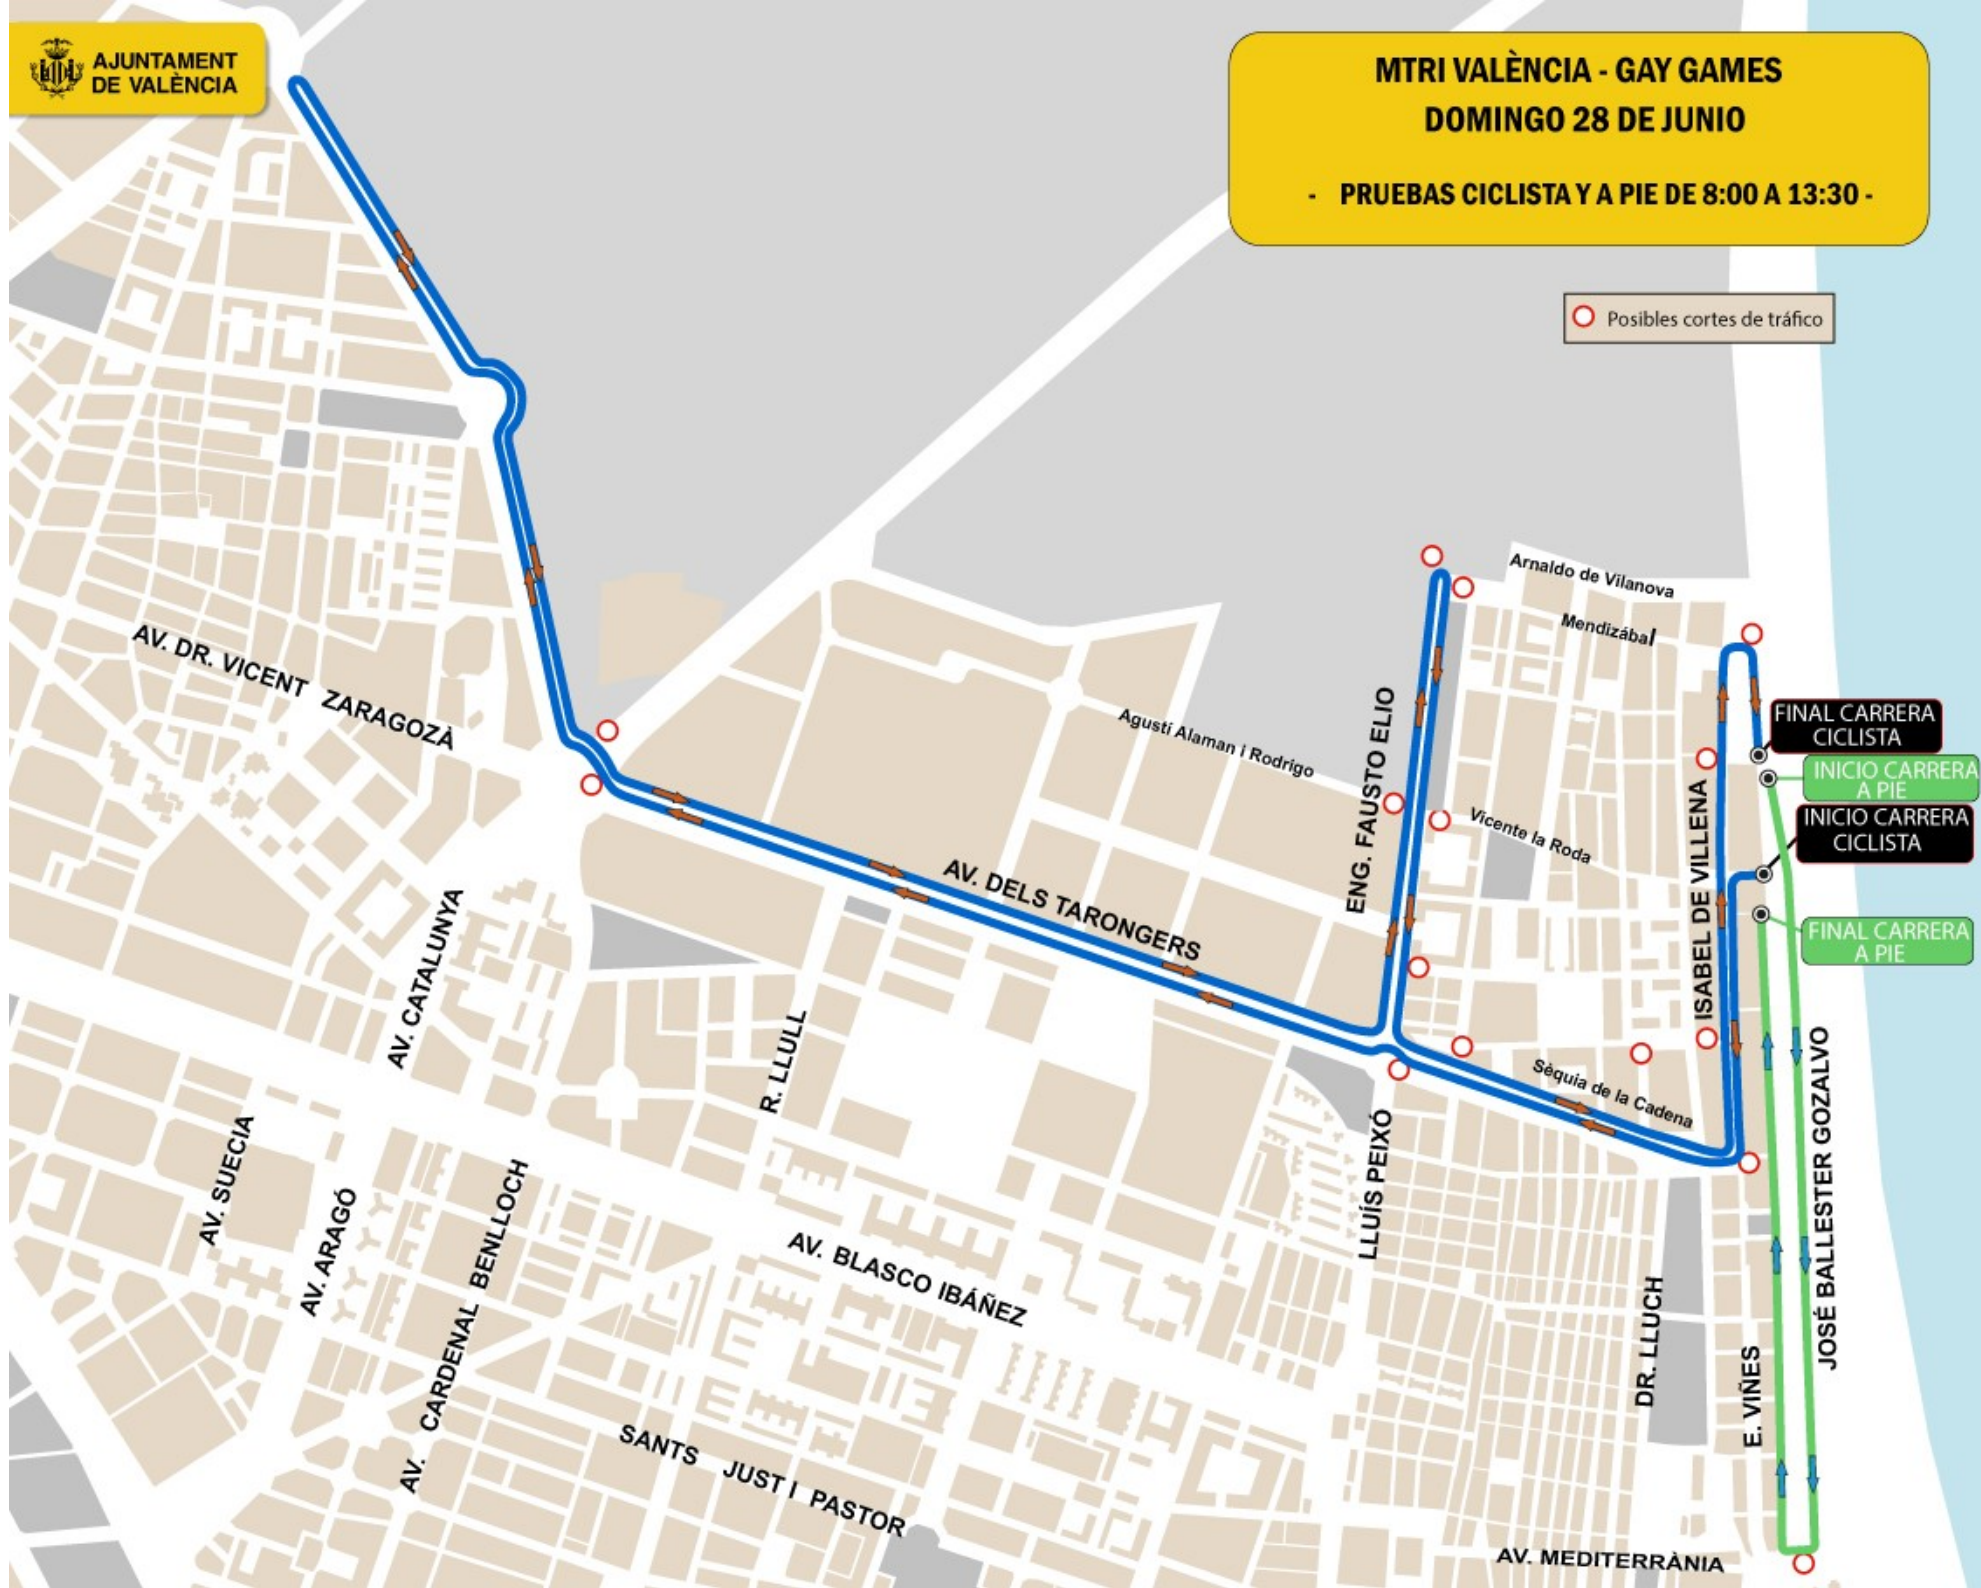 AJUNTAMENT
DE VALÈNCIA
MTRI VALÈNCIA - GAY GAMES
DOMINGO 28 DE JUNIO
- PRUEBAS CICLISTA Y A PIE DE 8:00 A 13:30 -
Posibles cortes de tráfico
Arnaldo de Vilanova
Mendizábal
AV. DR. VICENT ZARAGOZÀ
Agustí Alaman i Rodrigo
ENG. FAUSTO ELIO
FINAL CARRERA
CICLISTA
INICIO CARRERA
A PIE
INICIO CARRERA
CICLISTA
FINAL CARRERA
A PIE
Vicente la Roda
ISABEL DE VILLENA
AV. DELS TARONGERS
AV. CATALUNYA
R. LLULL
Sèquia de la Cadena
JOSÉ BALLESTER GOZALVO
AV. SUECIA
AV. ARAGÓ
AV. CARDENAL BENLLOCH
LLUÍS PEIXÓ
AV. BLASCO IBÁÑEZ
DR. LLUCH
E. VIÑES
SANTS JUST I PASTOR
AV. MEDITERRÀNIA